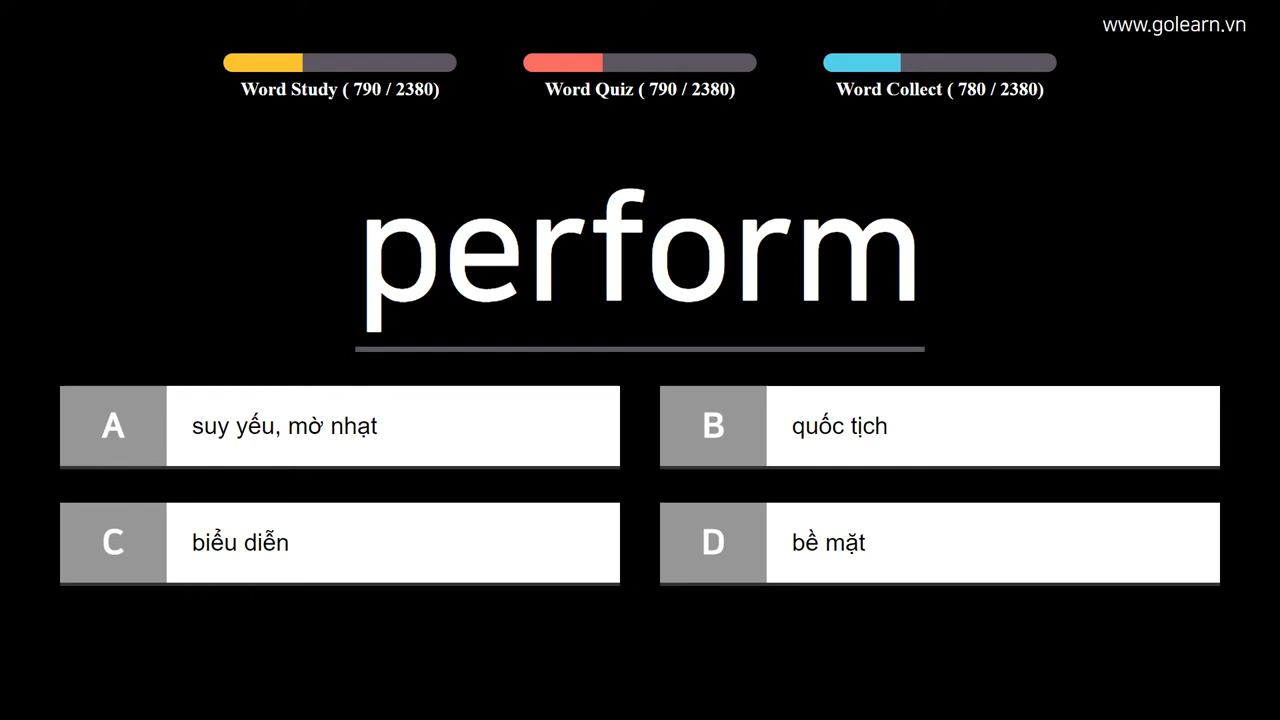 www.golearn.vn
Word Study ( 790 / 2380)
Word Quiz ( 790 / 2380)
Word Collect ( 780 / 2380)
perform
A suy yếu, mờ nhạt
B quốc tịch
C biểu diễn
D bề mặt